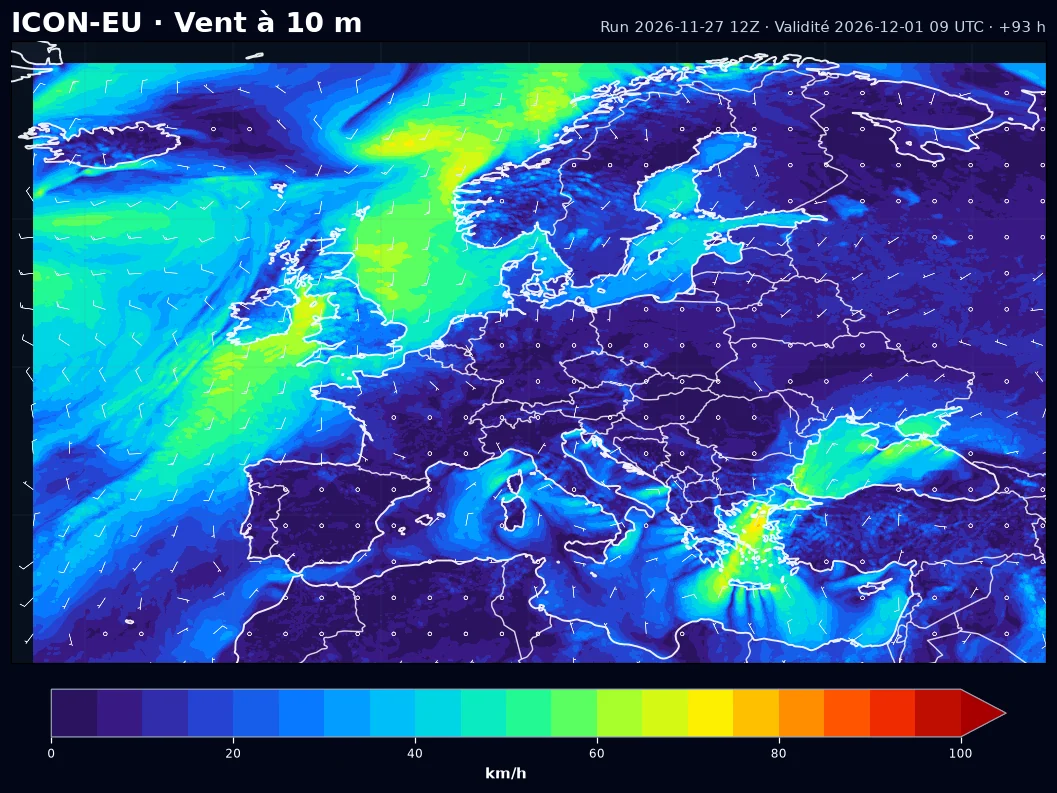 ICON-EU · Vent à 10 m
Run 2026-11-27 12Z · Validité 2026-12-01 09 UTC · +93 h
0 20 40 60 80 100
km/h